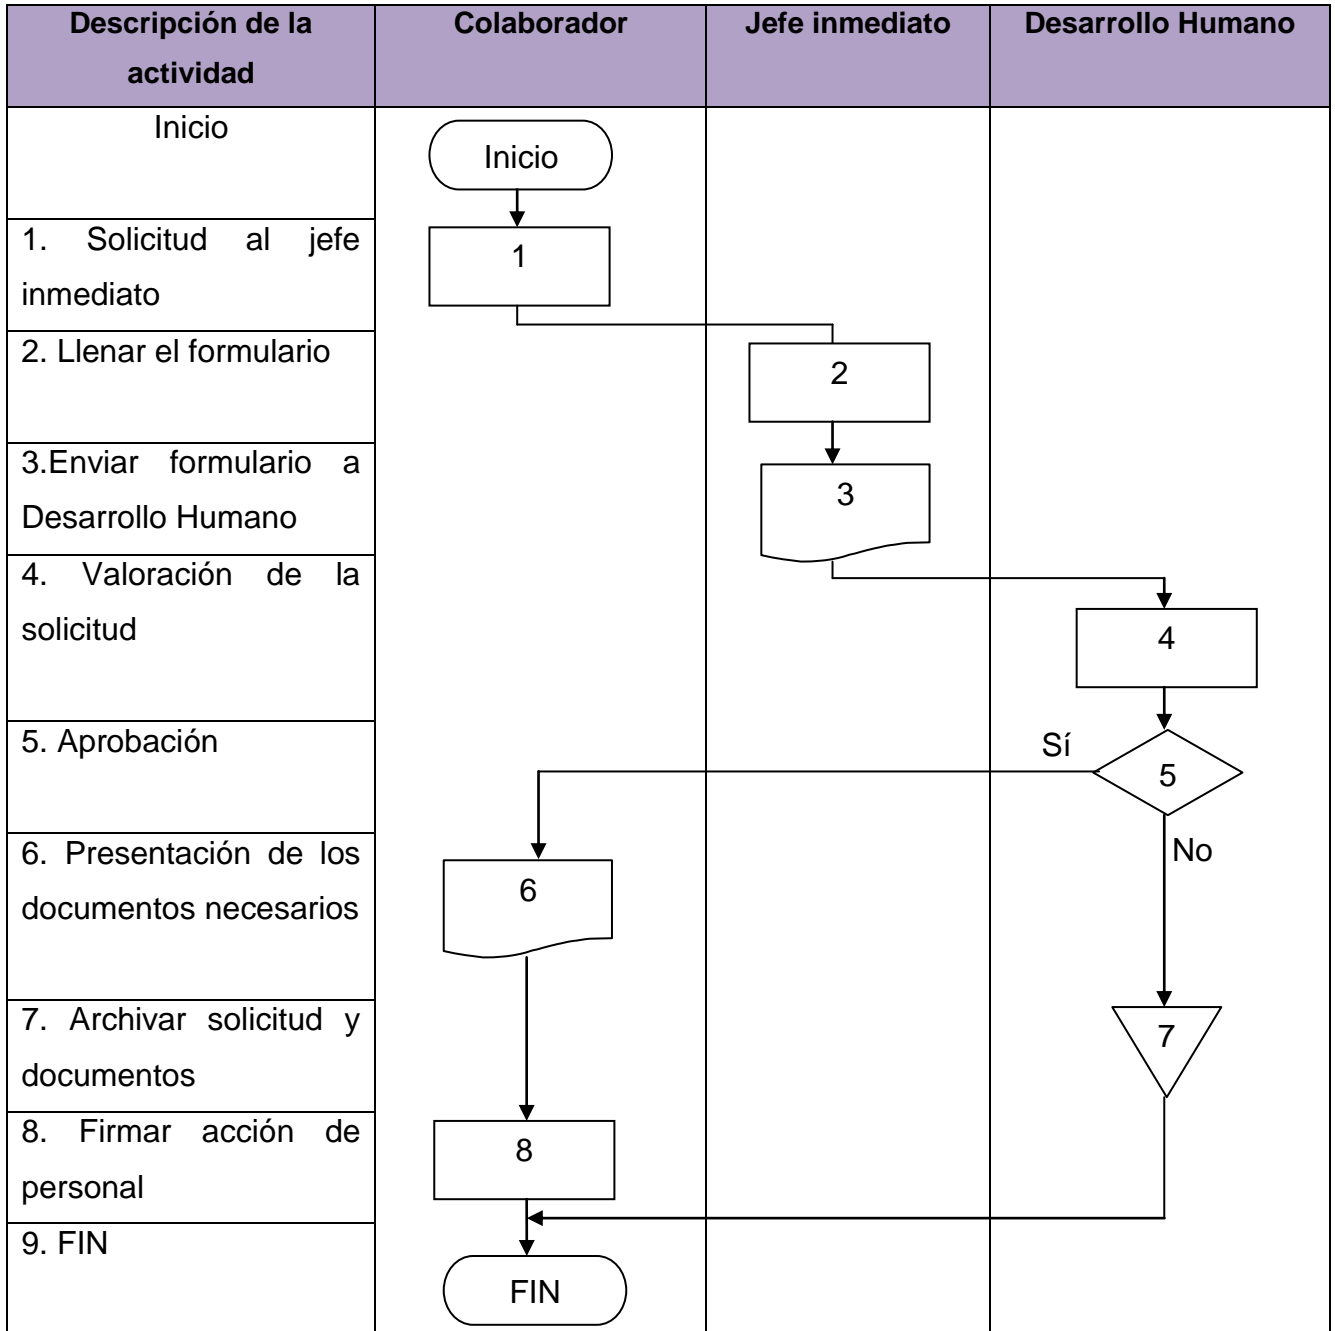 Descripción de la
actividad
Colaborador
Jefe inmediato
Desarrollo Humano
Inicio
Inicio
1. Solicitud al jefe
inmediato
1
2. Llenar el formulario
2
3.Enviar formulario a
Desarrollo Humano
3
4. Valoración de la
solicitud
4
5. Aprobación
Sí
5
No
6. Presentación de los
documentos necesarios
6
7. Archivar solicitud y
documentos
7
8. Firmar acción de
personal
8
9. FIN
FIN